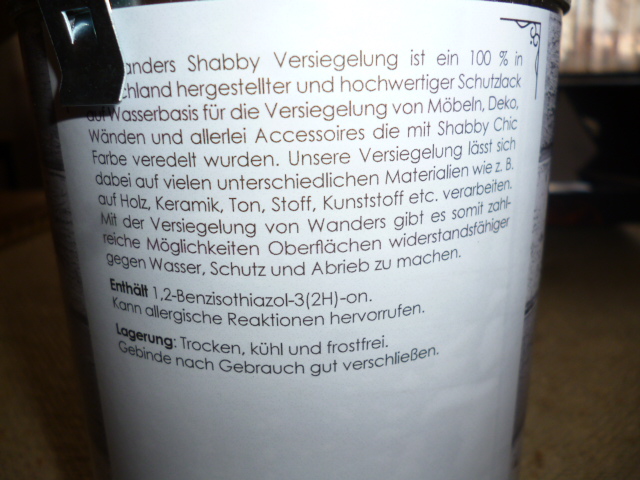 anders Shabby Versiegelung ist ein 100 % in
chland hergestellter und hochwertiger Schutzlack
auf Wasserbasis für die Versiegelung von Möbeln, Deko,
Wänden und allerlei Accessoires die mit Shabby Chic
Farbe veredelt wurden. Unsere Versiegelung lässt sich
dabei auf vielen unterschiedlichen Materialien wie z. B.
auf Holz, Keramik, Ton, Stoff, Kunststoff etc. verarbeiten.
Mit der Versiegelung von Wanders gibt es somit zahl-
reiche Möglichkeiten Oberflächen widerstandsfähiger
gegen Wasser, Schutz und Abrieb zu machen.
Enthält 1,2-Benzisothiazol-3(2H)-on.
Kann allergische Reaktionen hervorrufen.
Lagerung: Trocken, kühl und frostfrei.
Gebinde nach Gebrauch gut verschließen.